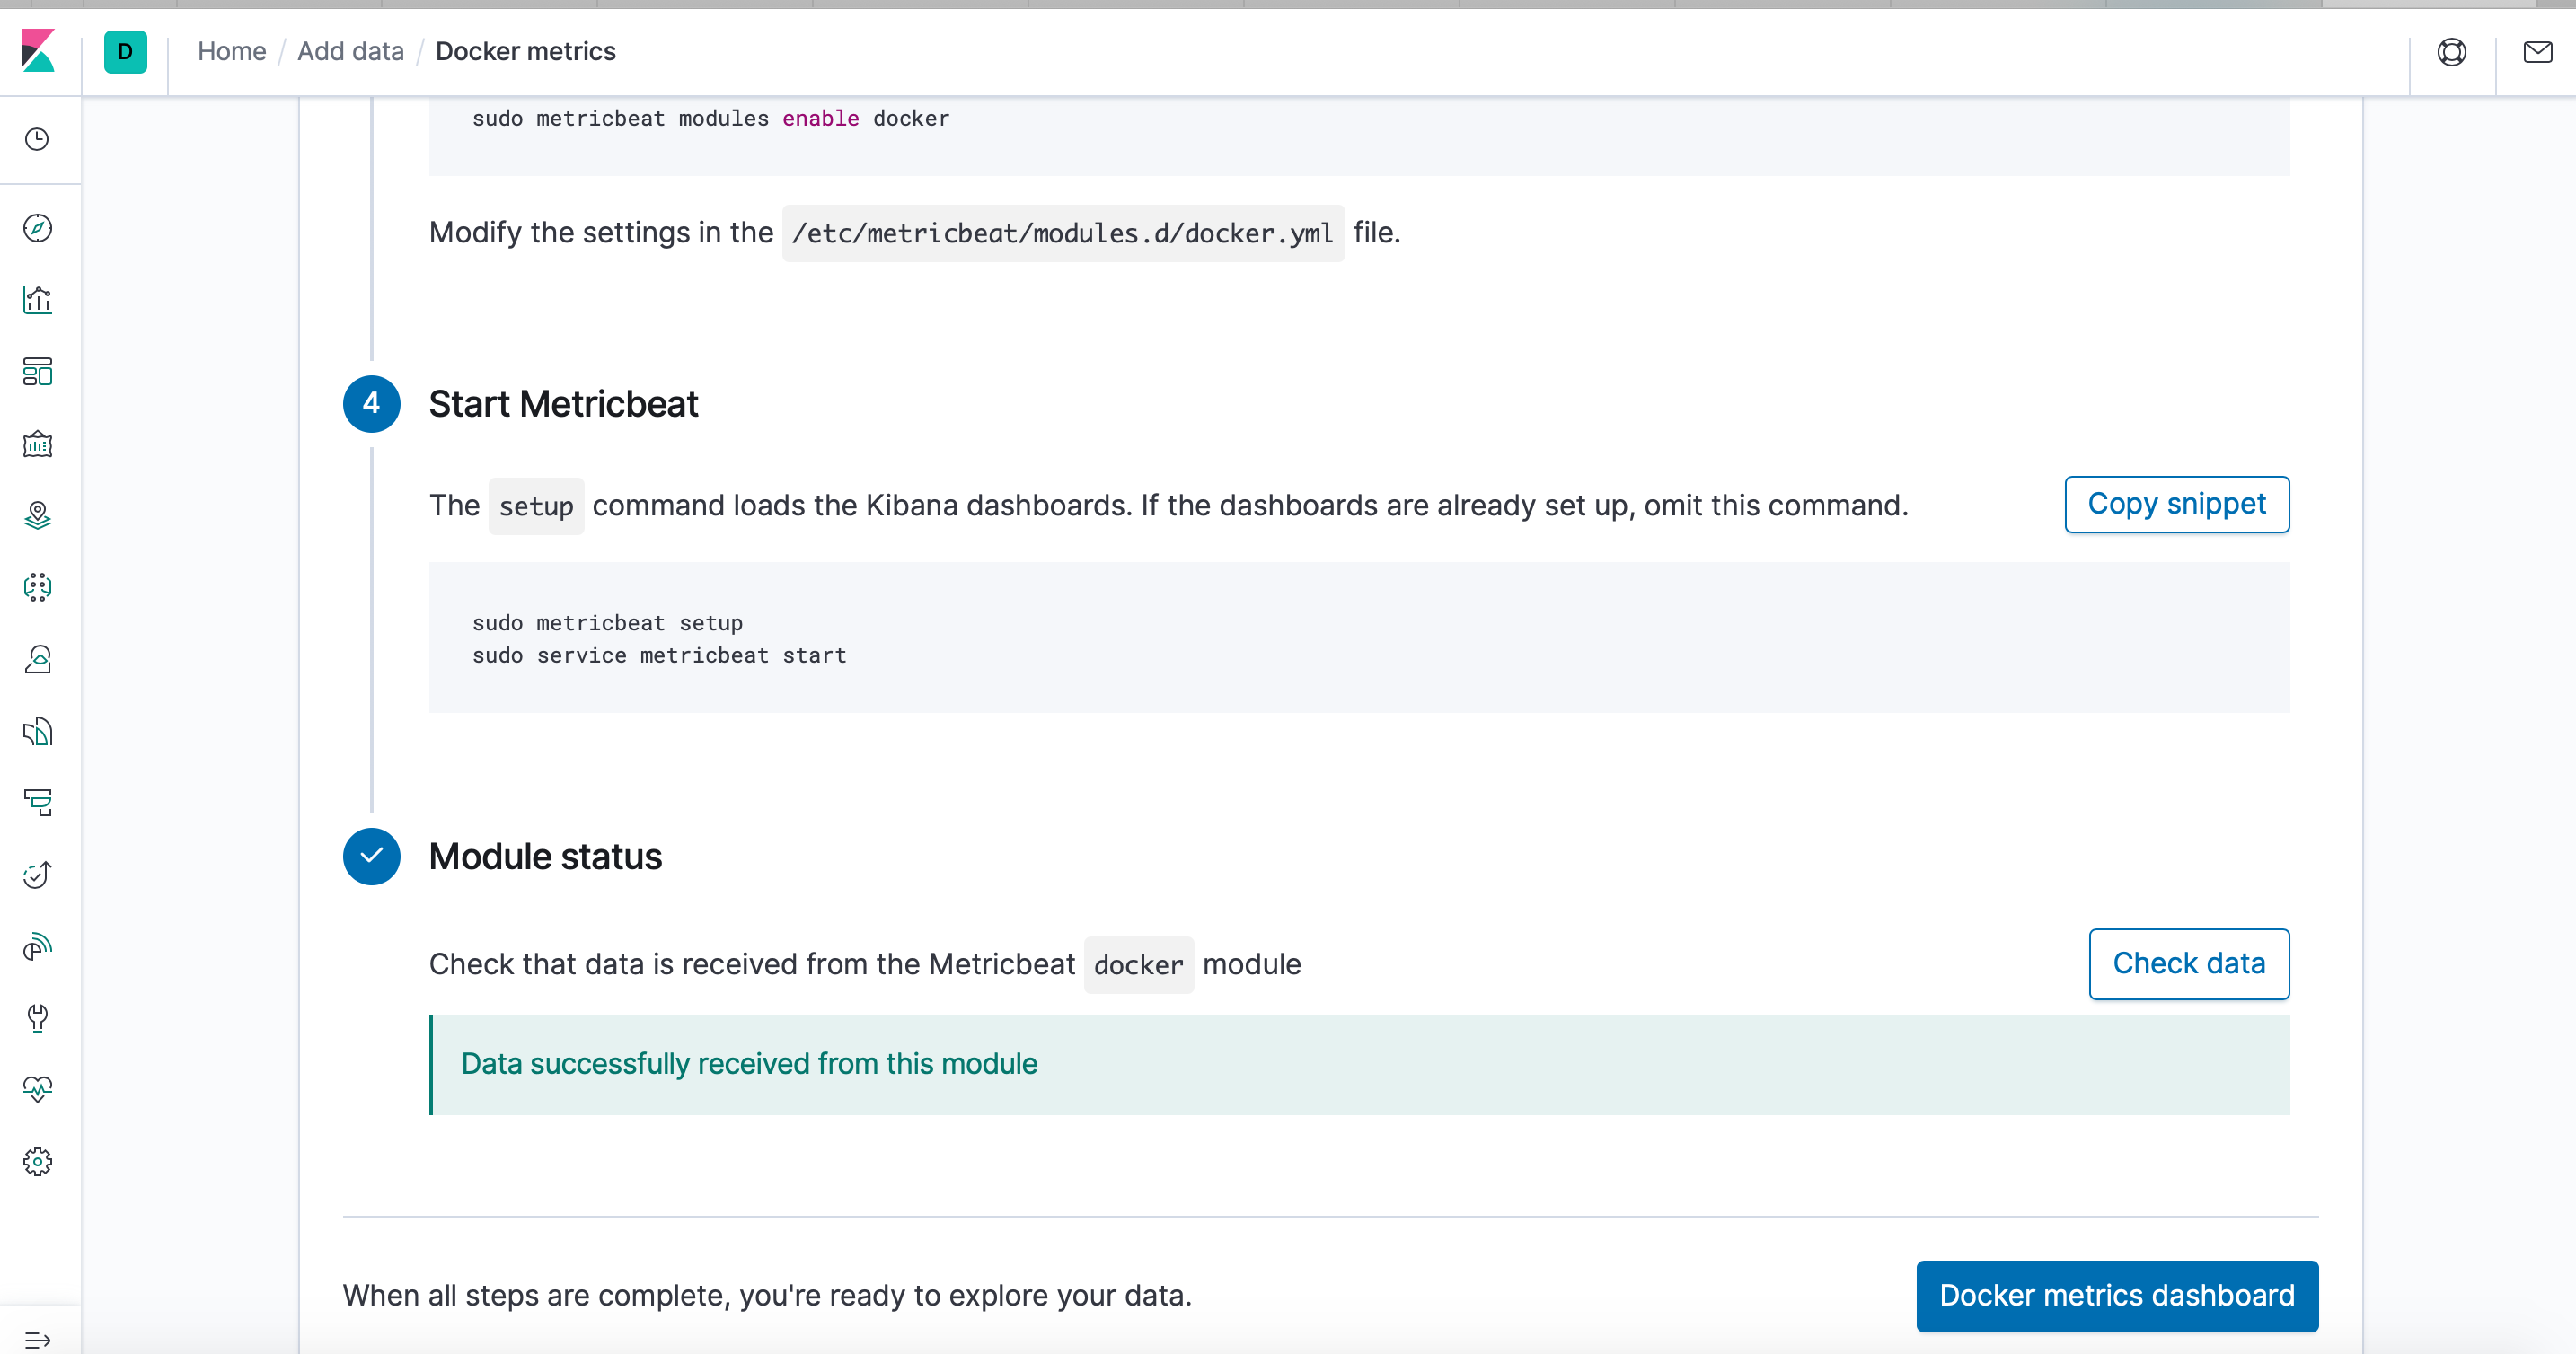 D
Home / Add data / Docker metrics
sudo metricbeat modules enable docker
Modify the settings in the /etc/metricbeat/modules.d/docker.yml file.
4
Start Metricbeat
The setup command loads the Kibana dashboards. If the dashboards are already set up, omit this command.
Copy snippet
sudo metricbeat setup
sudo service metricbeat start
Module status
Check that data is received from the Metricbeat docker module
Check data
Data successfully received from this module
When all steps are complete, you're ready to explore your data.
Docker metrics dashboard